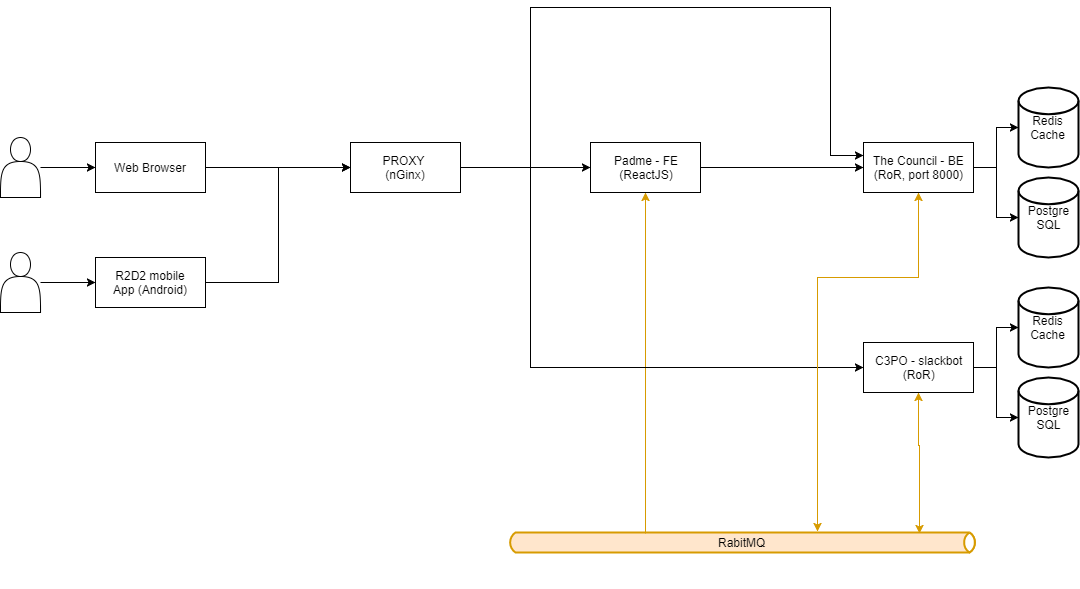 Web Browser
R2D2 mobile
App (Android)
PROXY
(nGinx)
Padme - FE
(ReactJS)
The Council - BE
(RoR, port 8000)
Redis
Cache
Postgre
SQL
C3PO - slackbot
(RoR)
Redis
Cache
Postgre
SQL
RabitMQ